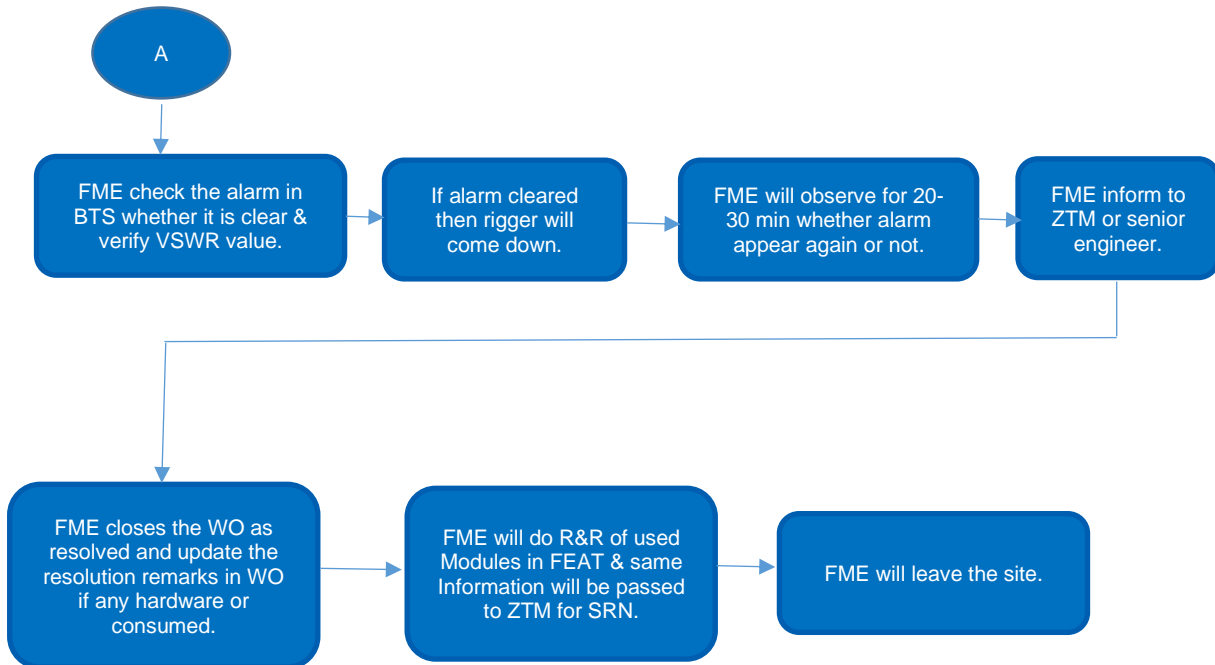 A
FME check the alarm in
BTS whether it is clear &
verify VSWR value.
If alarm cleared
then rigger will
come down.
FME will observe for 20-
30 min whether alarm
appear again or not.
FME inform to
ZTM or senior
engineer.
FME closes the WO as
resolved and update the
resolution remarks in WO
if any hardware or
consumed.
FME will do R&R of used
Modules in FEAT & same
Information will be passed
to ZTM for SRN.
FME will leave the site.